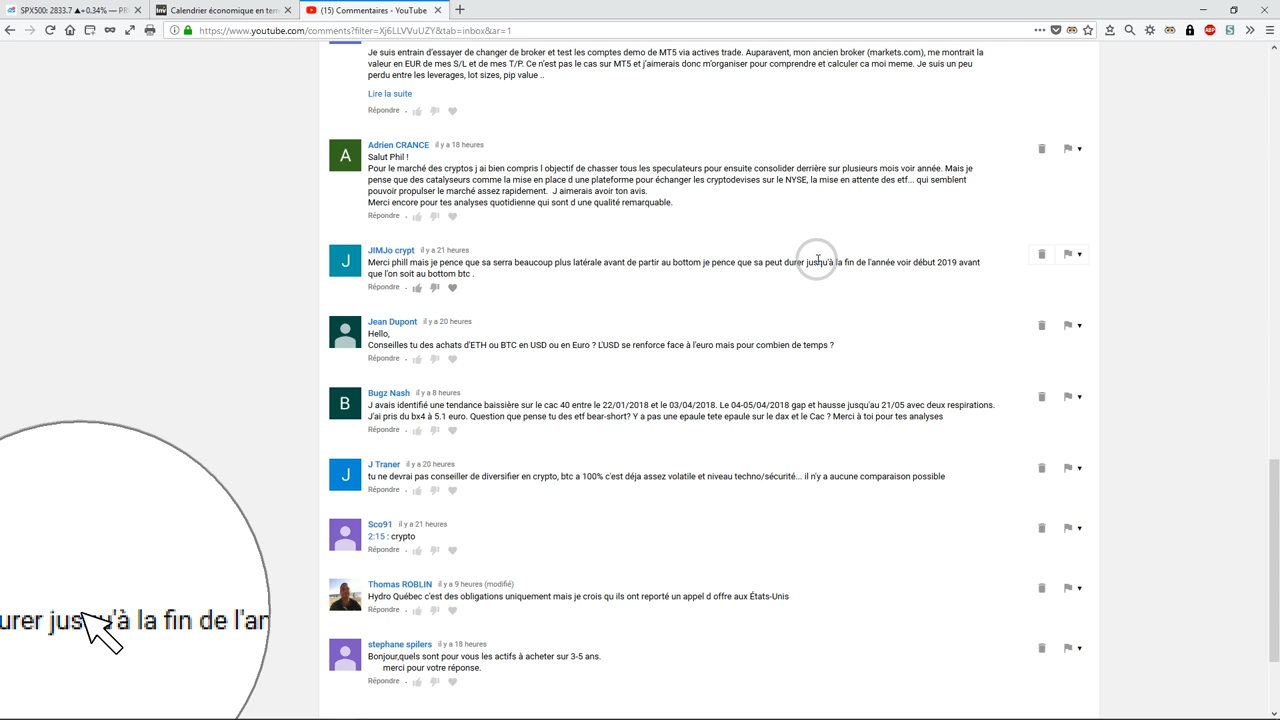 SPX500: 2833.7 ▲+0.34% — PR
Calendrier économique en tem
(15) Commentaires - YouTube
https://www.youtube.com/comments?filter=Xj6LLVVuUZY&tab=inbox&ar=1
Je suis entrain d'essayer de changer de broker et test les comptes demo de MT5 via actives trade. Auparavent, mon ancien broker (markets.com), me montrait la
valeur en EUR de mes S/L et de mes T/P. Ce n'est pas le cas sur MT5 et j'aimerais donc m'organiser pour comprendre et calculer ca moi meme. Je suis un peu
perdu entre les leverages, lot sizes, pip value ..
Lire la suite
Répondre
A
Adrien CRANCE il y a 18 heures
Salut Phil !
Pour le marché des cryptos j ai bien compris l objectif de chasser tous les speculateurs pour ensuite consolider derrière sur plusieurs mois voir année. Mais je
pense que des catalyseurs comme la mise en place d une plateforme pour échanger les cryptodevises sur le NYSE, la mise en attente des etf... qui semblent
pouvoir propulser le marché assez rapidement.  J aimerais avoir ton avis.
Merci encore pour tes analyses quotidienne qui sont d une qualité remarquable.
Répondre
J
JIMJo crypt il y a 21 heures
Merci phill mais je pence que sa serra beaucoup plus latérale avant de partir au bottom je pence que sa peut durer jusqu'à la fin de l'année voir début 2019 avant
que l'on soit au bottom btc .
Répondre
Jean Dupont il y a 20 heures
Hello,
Conseilles tu des achats d'ETH ou BTC en USD ou en Euro ? L'USD se renforce face à l'euro mais pour combien de temps ?
Répondre
B
Bugz Nash il y a 8 heures
J avais identifié une tendance baissière sur le cac 40 entre le 22/01/2018 et le 03/04/2018. Le 04-05/04/2018 gap et hausse jusqu'au 21/05 avec deux respirations.
J'ai pris du bx4 à 5.1 euro. Question que pense tu des etf bear-short? Y a pas une epaule tete epaule sur le dax et le Cac ? Merci à toi pour tes analyses
Répondre
J
J Traner il y a 20 heures
tu ne devrai pas conseiller de diversifier en crypto, btc a 100% c'est déja assez volatile et niveau techno/sécurité... il n'y a aucune comparaison possible
Répondre
Sco91 il y a 21 heures
2:15 : crypto
Répondre
Thomas ROBLIN il y a 9 heures (modifié)
Hydro Québec c'est des obligations uniquement mais je crois qu ils ont reporté un appel d offre aux États-Unis
Répondre
urer jusqu'à la fin de l'an
stephane spilers il y a 18 heures
Bonjour,quels sont pour vous les actifs à acheter sur 3-5 ans.
merci pour votre réponse.
Répondre